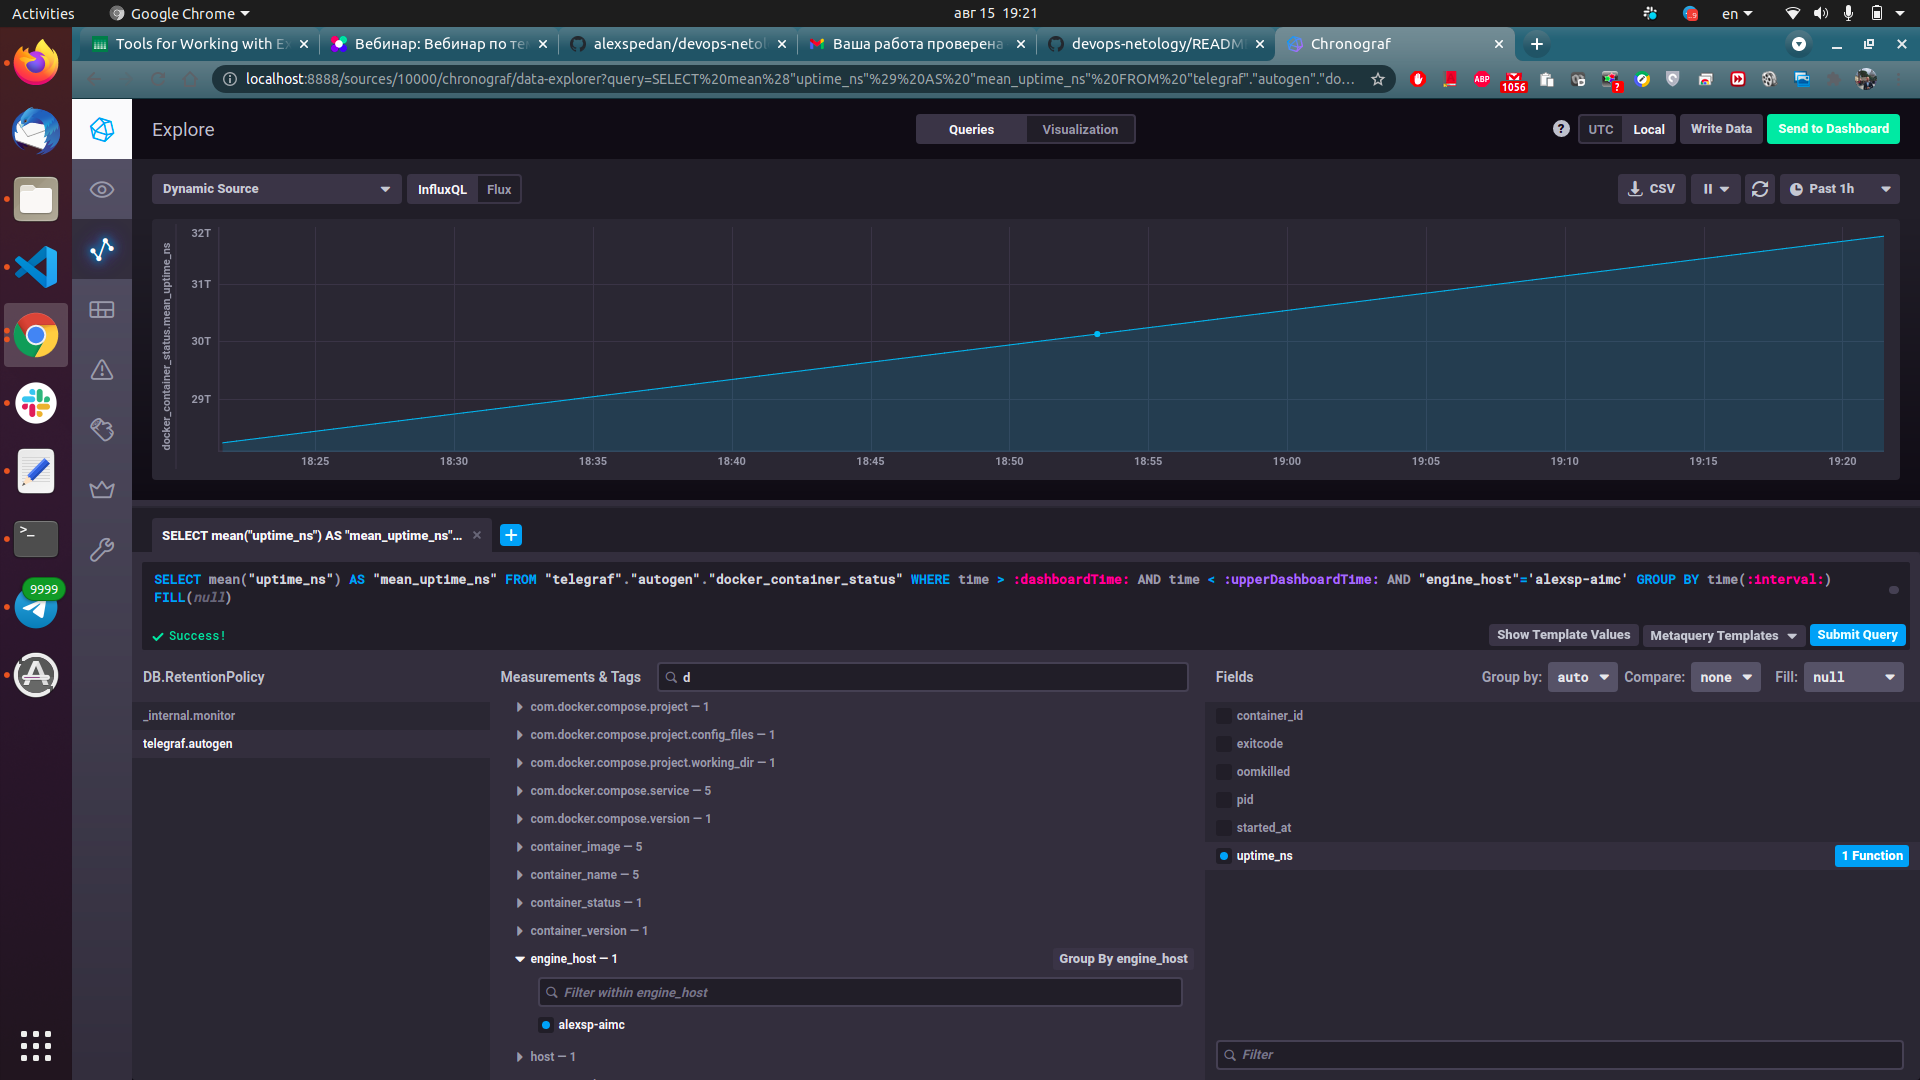 Activities
Google Chrome
авг 15 19:21
en
Tools for Working with Ex
Вебинар: Вебинар по те
alexspedan/devops-netol
Ваша работа проверена
devops-netology/READM
Chronograf
localhost:8888/sources/10000/chronograf/data-explorer?query=SELECT%20mean%28"uptime_ns"%29%20AS%20"mean_uptime_ns"%20FROM%20"telegraf"."autogen"."do...
ABP
1056
?
Explore
Queries
Visualization
?
UTC
Local
Write Data
Send to Dashboard
Dynamic Source
InfluxQL
Flux
CSV
Past 1h
docker_container_status.mean_uptime_ns
32T
31T
30T
29T
18:25
18:30
18:35
18:40
18:45
18:50
18:55
19:00
19:05
19:10
19:15
19:20
SELECT mean("uptime_ns") AS "mean_uptime_ns"...
SELECT mean("uptime_ns") AS "mean_uptime_ns" FROM "telegraf"."autogen"."docker_container_status" WHERE time > :dashboardTime: AND time < :upperDashboardTime: AND "engine_host"='alexsp-aimc' GROUP BY time(:interval:)
FILL(null)
Success!
Show Template Values
Metaquery Templates
Submit Query
DB.RetentionPolicy
_internal.monitor
telegraf.autogen
Measurements & Tags
d
com.docker.compose.project — 1
com.docker.compose.project.config_files — 1
com.docker.compose.project.working_dir — 1
com.docker.compose.service — 5
com.docker.compose.version — 1
container_image — 5
container_name — 5
container_status — 1
container_version — 1
engine_host — 1
Group By engine_host
Filter within engine_host
alexsp-aimc
host — 1
Fields
Group by:
auto
Compare:
none
Fill:
null
container_id
exitcode
oomkilled
pid
started_at
uptime_ns
1 Function
Filter
9999
>_